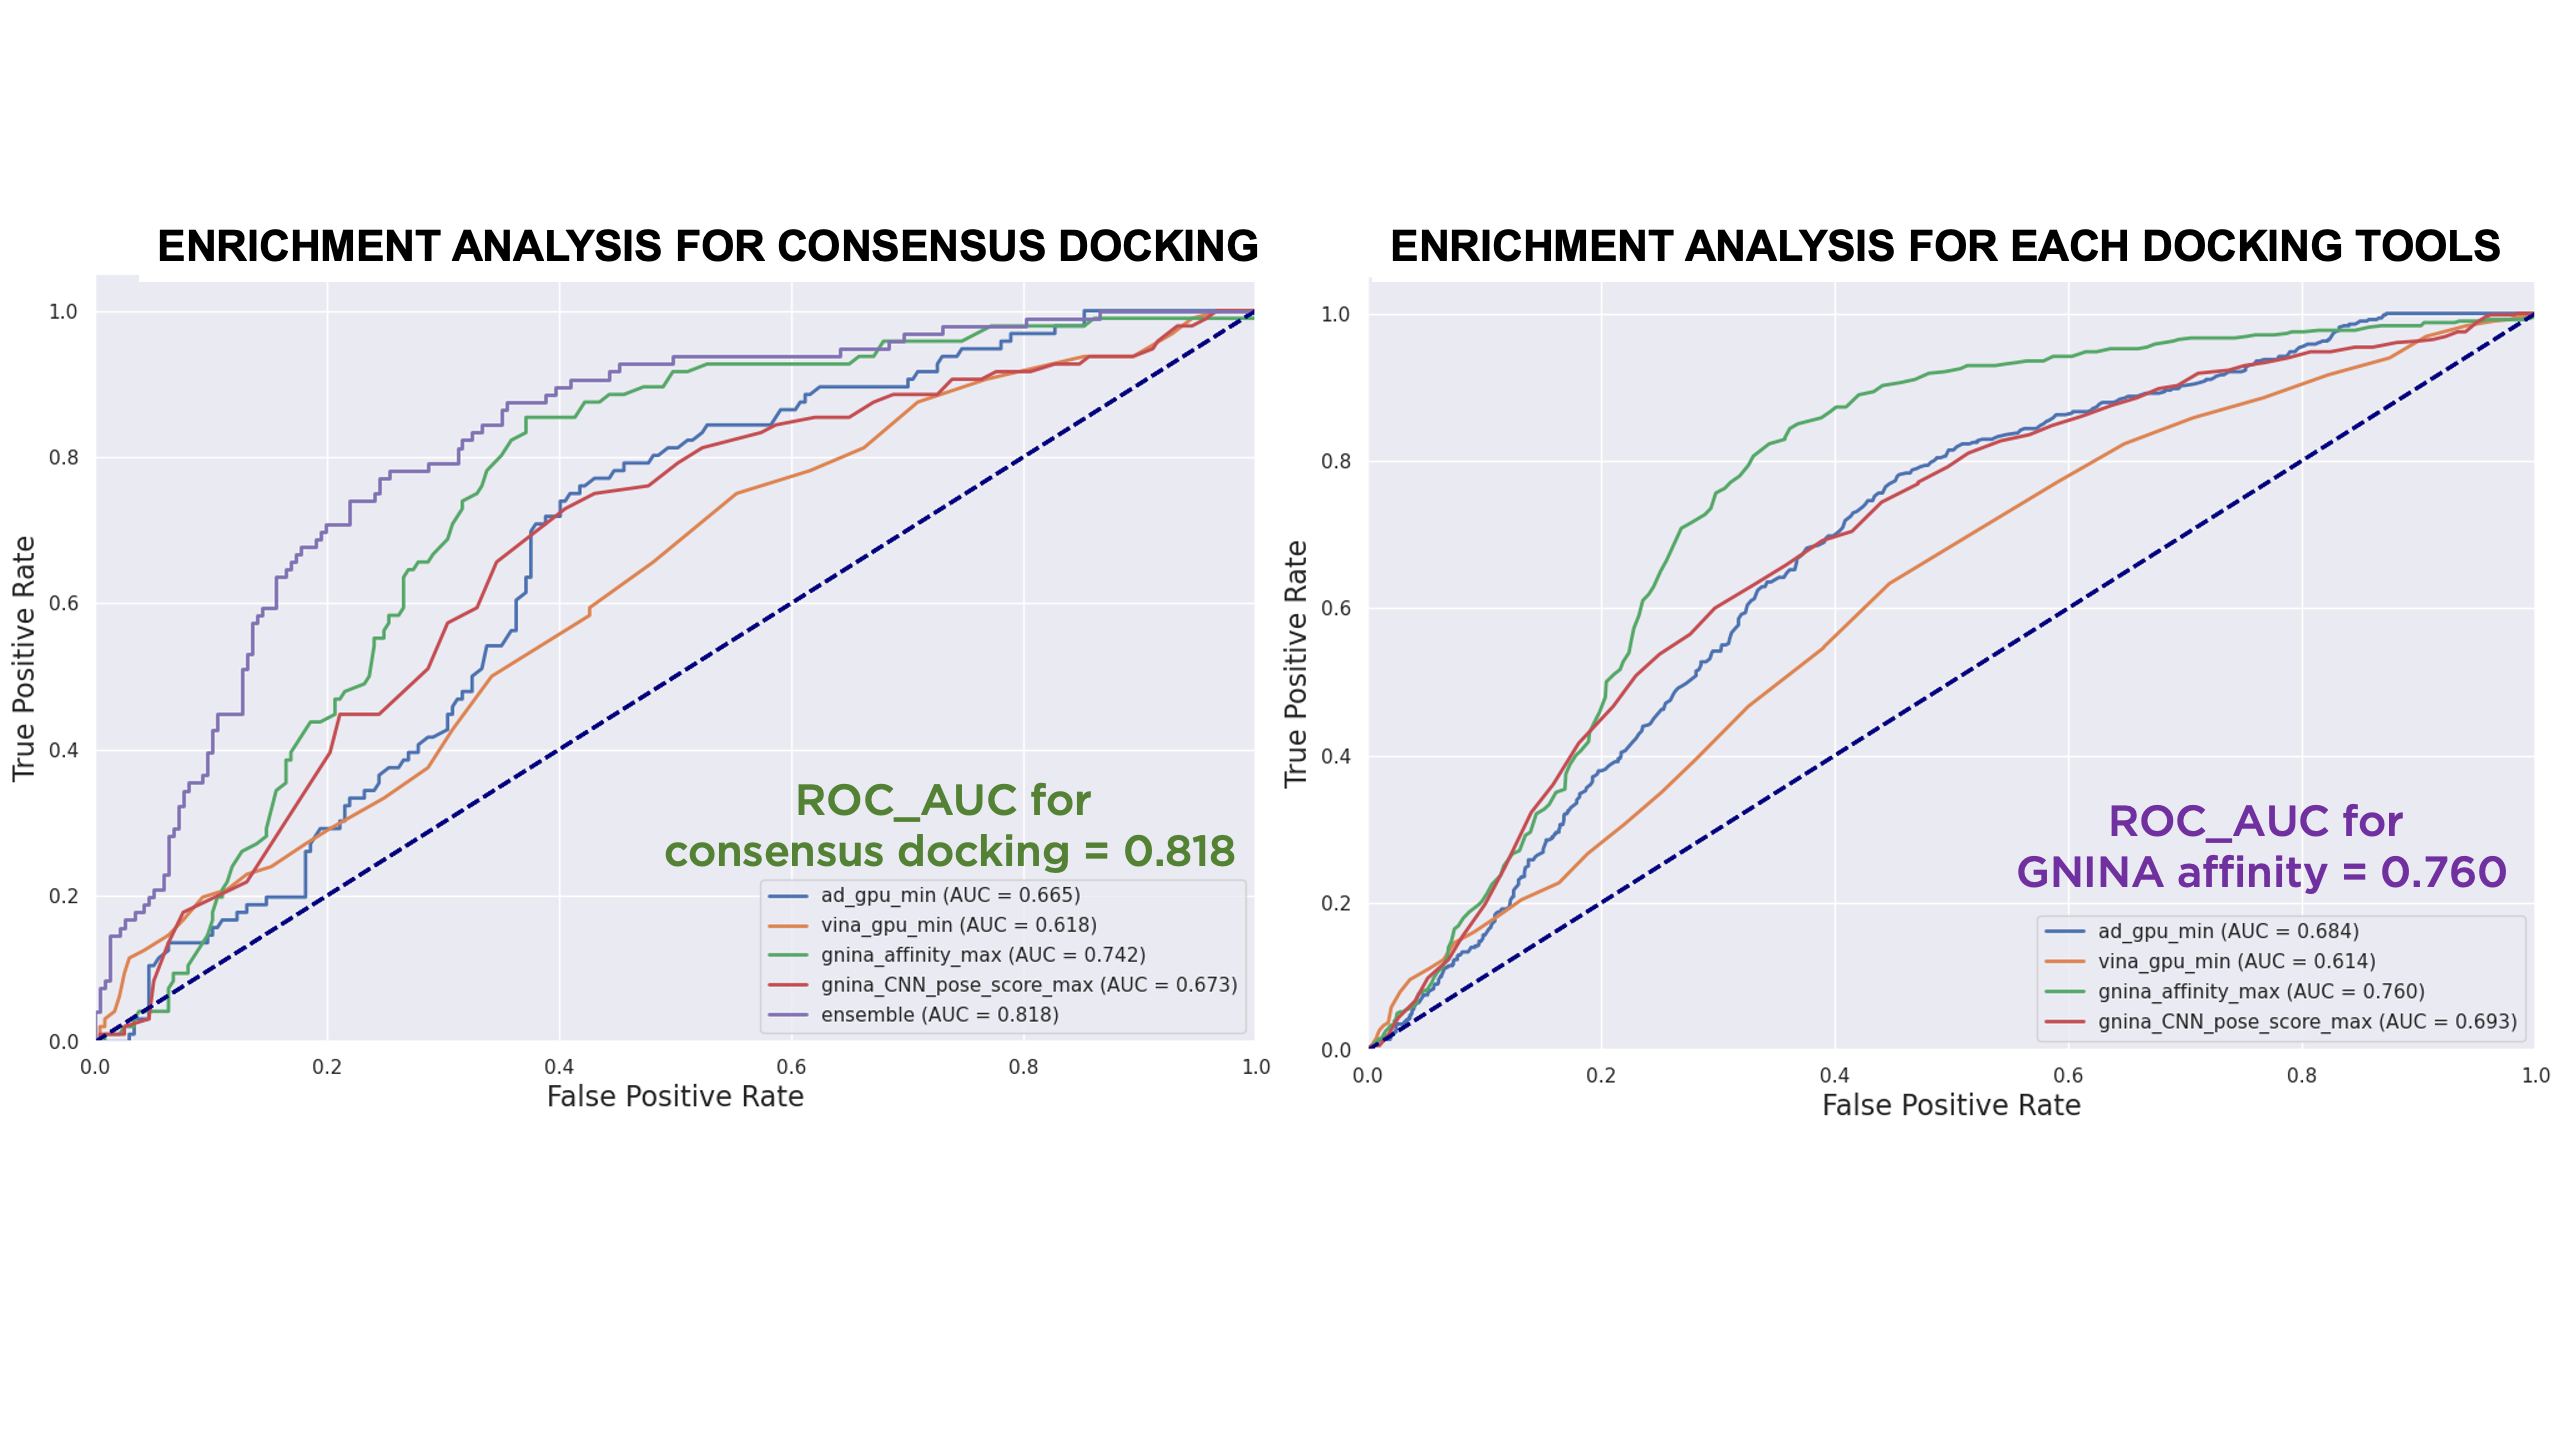 ENRICHMENT ANALYSIS FOR CONSENSUS DOCKING
1.0
0.8
0.6
0.4
0.2
0.0
True Positive Rate
0.0 0.2 0.4 0.6 0.8 1.0
False Positive Rate
ROC_AUC for
consensus docking = 0.818
ad_gpu_min (AUC = 0.665)
vina_gpu_min (AUC = 0.618)
gnina_affinity_max (AUC = 0.742)
gnina_CNN_pose_score_max (AUC = 0.673)
ensemble (AUC = 0.818)
ENRICHMENT ANALYSIS FOR EACH DOCKING TOOLS
1.0
0.8
0.6
0.4
0.2
0.0
True Positive Rate
0.0 0.2 0.4 0.6 0.8 1.0
False Positive Rate
ROC_AUC for
GNINA affinity = 0.760
ad_gpu_min (AUC = 0.684)
vina_gpu_min (AUC = 0.614)
gnina_affinity_max (AUC = 0.760)
gnina_CNN_pose_score_max (AUC = 0.693)